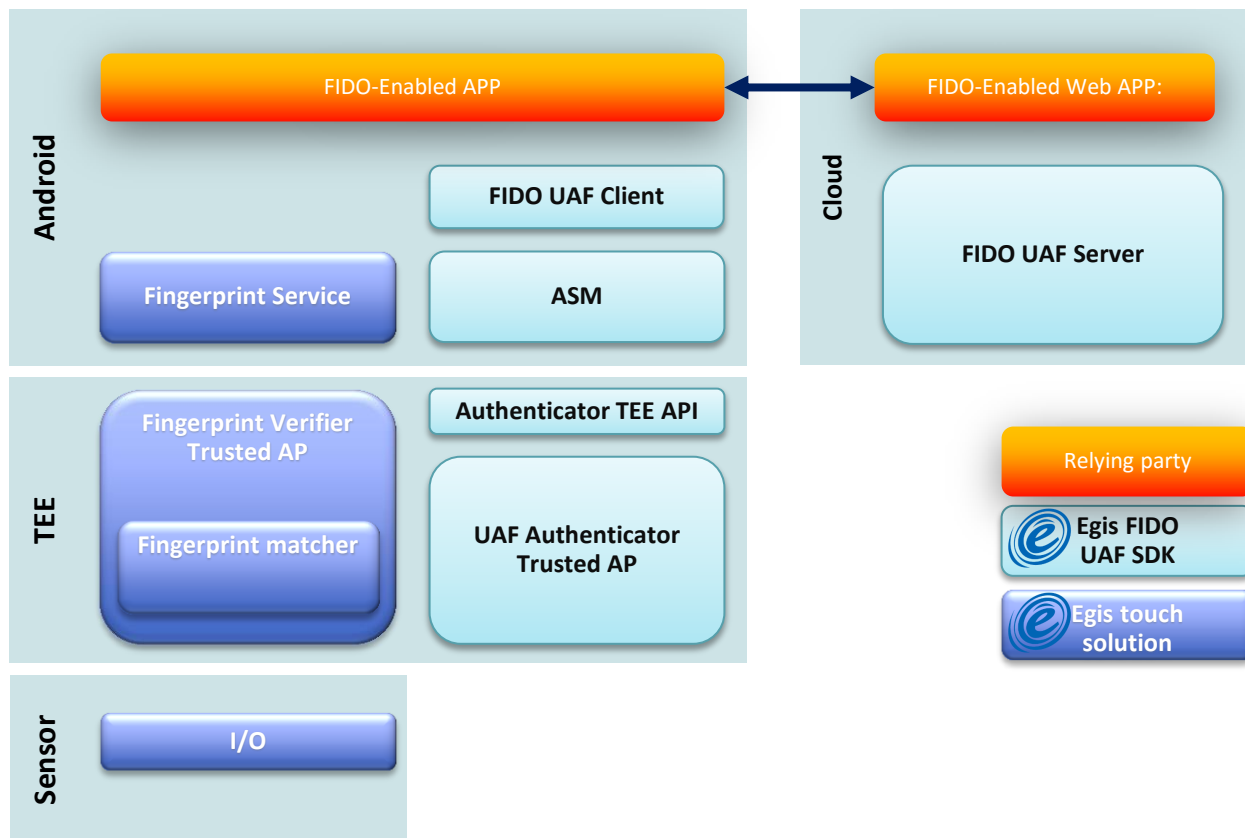 Android
FIDO-Enabled APP
FIDO UAF Client
Fingerprint Service
ASM
Cloud
FIDO-Enabled Web APP:
FIDO UAF Server
TEE
Fingerprint Verifier
Trusted AP
Fingerprint matcher
Authenticator TEE API
UAF Authenticator
Trusted AP
Sensor
I/O
Relying party
Egis FIDO
UAF SDK
Egis touch
solution